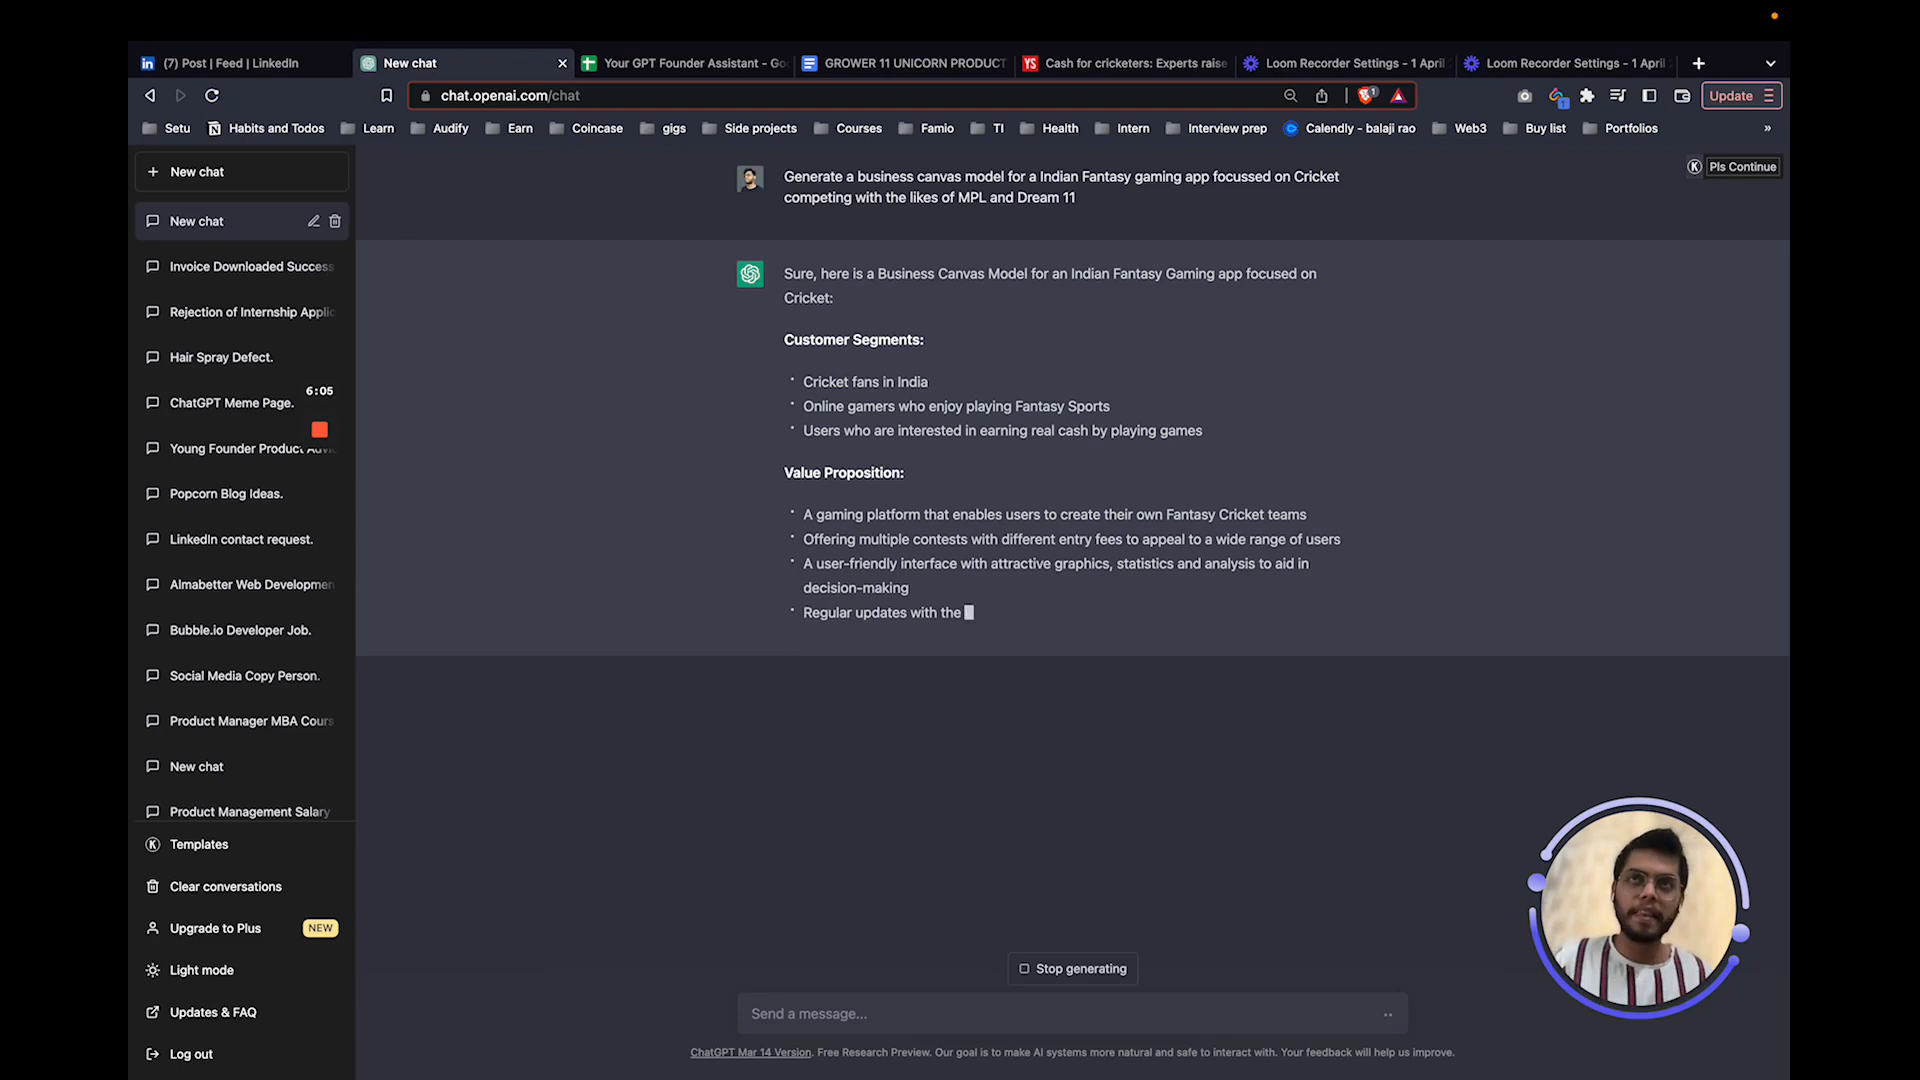 (7) Post | Feed | LinkedIn
New chat
Your GPT Founder Assistant - Go
GROWER 11 UNICORN PRODUCT
YS Cash for cricketers: Experts raise
Loom Recorder Settings - 1 April
Loom Recorder Settings - 1 April
chat.openai.com/chat
1
1
Update
Setu
Habits and Todos
Learn
Audify
Earn
Coincase
gigs
Side projects
Courses
Famio
TI
Health
Intern
Interview prep
Calendly - balaji rao
Web3
Buy list
Portfolios
»
+ New chat
New chat
Invoice Downloaded Success
Rejection of Internship Applic
Hair Spray Defect.
6:05
ChatGPT Meme Page.
Young Founder Product Advi
Popcorn Blog Ideas.
LinkedIn contact request.
Almabetter Web Developmen
Bubble.io Developer Job.
Social Media Copy Person.
Product Manager MBA Cours
New chat
Product Management Salary
Templates
Clear conversations
Upgrade to Plus
NEW
Light mode
Updates & FAQ
Log out
K Pls Continue
Generate a business canvas model for a Indian Fantasy gaming app focussed on Cricket
competing with the likes of MPL and Dream 11
Sure, here is a Business Canvas Model for an Indian Fantasy Gaming app focused on
Cricket:
Customer Segments:
• Cricket fans in India
• Online gamers who enjoy playing Fantasy Sports
• Users who are interested in earning real cash by playing games
Value Proposition:
• A gaming platform that enables users to create their own Fantasy Cricket teams
• Offering multiple contests with different entry fees to appeal to a wide range of users
• A user-friendly interface with attractive graphics, statistics and analysis to aid in
decision-making
• Regular updates with the
Stop generating
Send a message...
ChatGPT Mar 14 Version. Free Research Preview. Our goal is to make AI systems more natural and safe to interact with. Your feedback will help us improve.